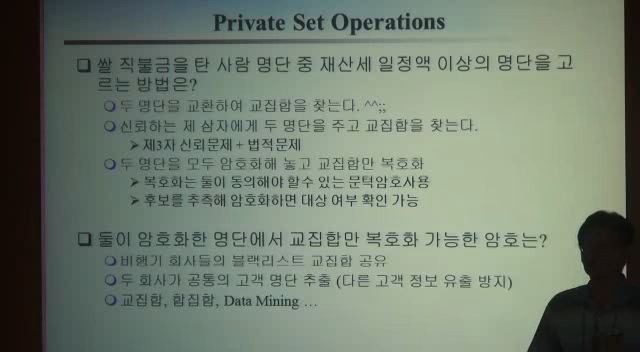 Private Set Operations
쌀 직불금을 탄 사람 명단 중 재산세 일정액 이상의 명단을 고
르는 방법은?
두 명단을 교환하여 교집합을 찾는다. ^^;;
신뢰하는 제 삼자에게 두 명단을 주고 교집합을 찾는다.
제3자 신뢰문제 + 법적문제
두 명단을 모두 암호화해 놓고 교집합만 복호화
복호화는 둘이 동의해야 할수 있는 문턱암호사용
후보를 추측해 암호화하면 대상 여부 확인 가능
둘이 암호화한 명단에서 교집합만 복호화 가능한 암호는?
비행기 회사들의 블랙리스트 교집합 공유
두 회사가 공통의 고객 명단 추출 (다른 고객 정보 유출 방지)
교집합, 합집합, Data Mining ...